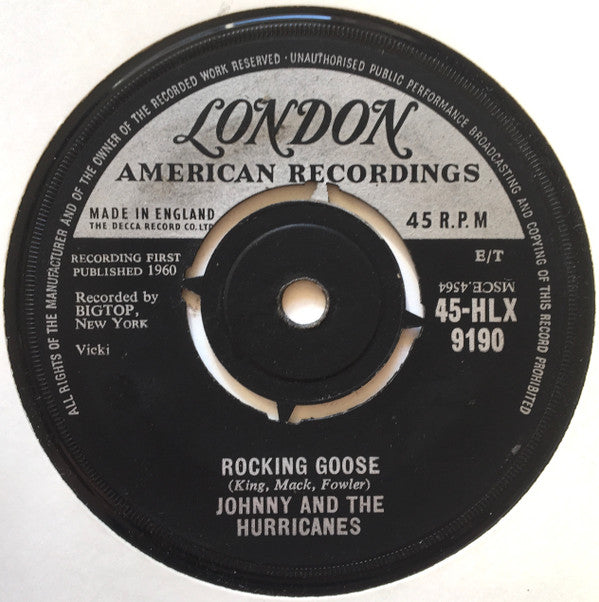 ALL RIGHTS OF THE MANUFACTURER AND OF THE OWNER OF THE RECORDED WORK RESERVED · UNAUTHORISED PUBLIC PERFORMANCE BROADCASTING AND COPYING OF THIS RECORD PROHIBITED
LONDON
AMERICAN RECORDINGS
MADE IN ENGLAND
THE DECCA RECORD CO. LTD
45 R.P.M
RECORDING FIRST
PUBLISHED 1960
E/T
Recorded by
BIGTOP,
NEW YORK
MSCE.4564
45-HLX
9190
Vicki
ROCKING GOOSE
(King, Mack, Fowler)
JOHNNY AND THE
HURRICANES